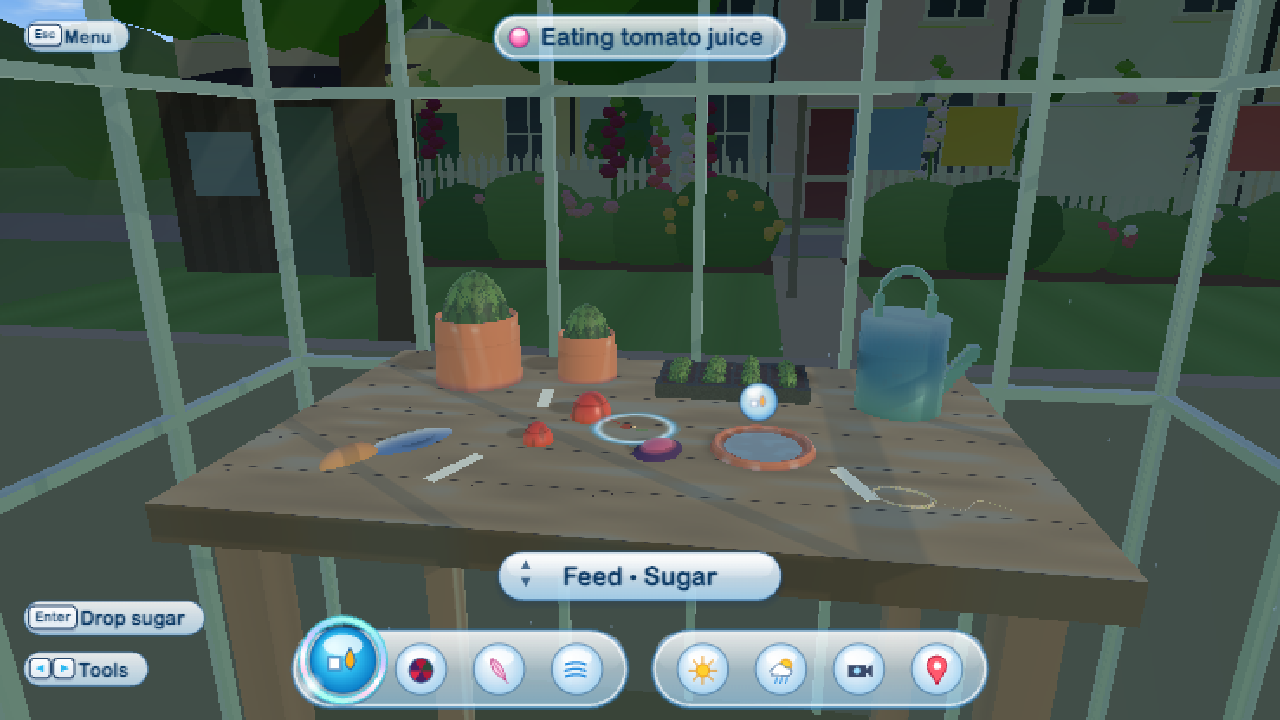 Esc Menu
Eating tomato juice
Feed · Sugar
Enter Drop sugar
Tools